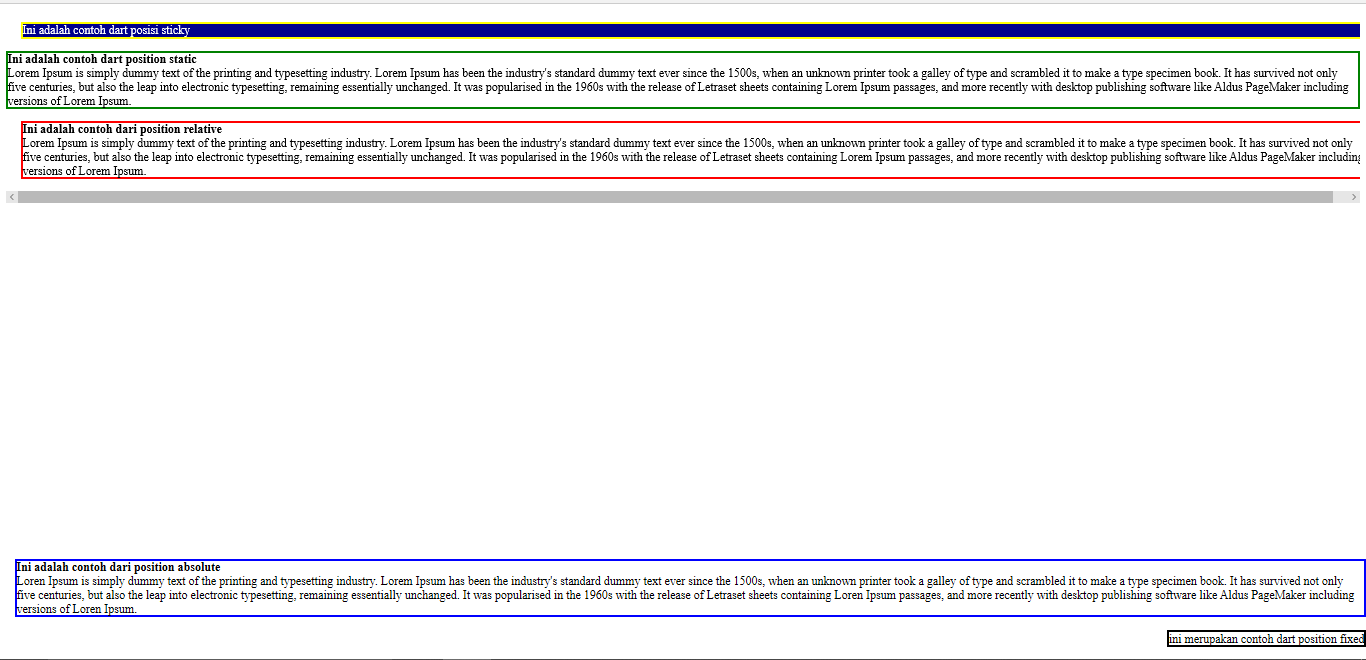 Ini adalah contoh dart posisi sticky
Ini adalah contoh dart position static
Lorem Ipsum is simply dummy text of the printing and typesetting industry. Lorem Ipsum has been the industry's standard dummy text ever since the 1500s, when an unknown printer took a galley of type and scrambled it to make a type specimen book. It has survived not only
five centuries, but also the leap into electronic typesetting, remaining essentially unchanged. It was popularised in the 1960s with the release of Letraset sheets containing Lorem Ipsum passages, and more recently with desktop publishing software like Aldus PageMaker including
versions of Lorem Ipsum.
Ini adalah contoh dari position relative
Lorem Ipsum is simply dummy text of the printing and typesetting industry. Lorem Ipsum has been the industry's standard dummy text ever since the 1500s, when an unknown printer took a galley of type and scrambled it to make a type specimen book. It has survived not only
five centuries, but also the leap into electronic typesetting, remaining essentially unchanged. It was popularised in the 1960s with the release of Letraset sheets containing Lorem Ipsum passages, and more recently with desktop publishing software like Aldus PageMaker including
versions of Lorem Ipsum.
Ini adalah contoh dari position absolute
Loren Ipsum is simply dummy text of the printing and typesetting industry. Lorem Ipsum has been the industry's standard dummy text ever since the 1500s, when an unknown printer took a galley of type and scrambled it to make a type specimen book. It has survived not only
five centuries, but also the leap into electronic typesetting, remaining essentially unchanged. It was popularised in the 1960s with the release of Letraset sheets containing Loren Ipsum passages, and more recently with desktop publishing software like Aldus PageMaker including
versions of Loren Ipsum.
ini merupakan contoh dart position fixed